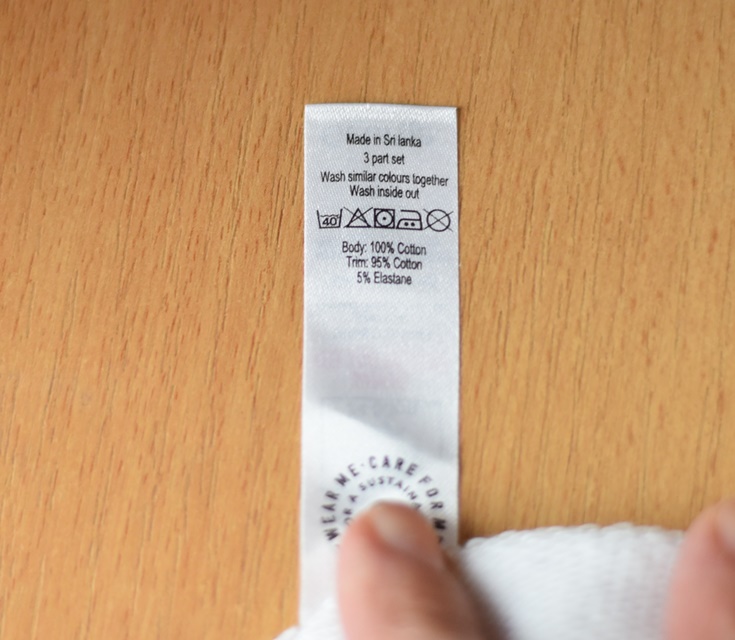 Made in Sri lanka
3 part set
Wash similar colours together
Wash inside out
40
Body: 100% Cotton
Trim: 95% Cotton
5% Elastane
WEAR ME · CARE FOR
A SUSTAIN